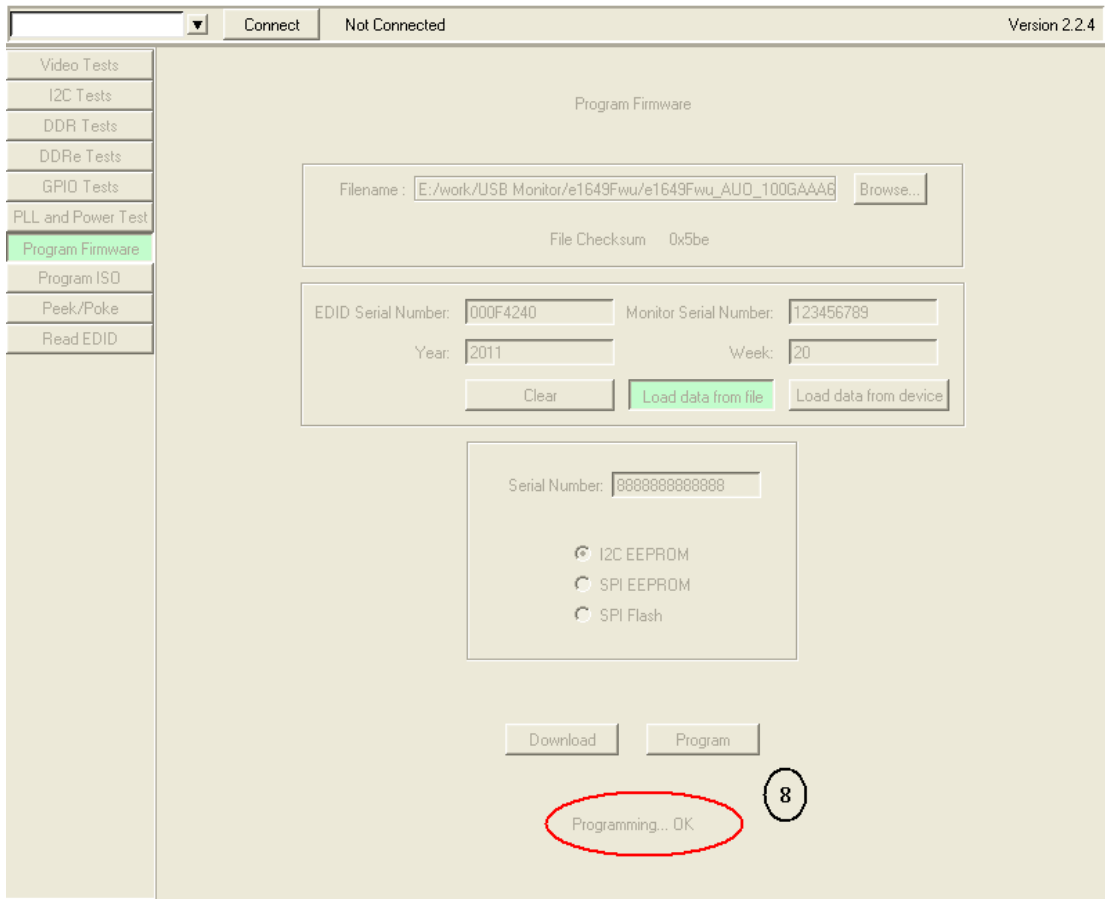 Connect Not Connected Version 2.2.4
Video Tests
I2C Tests
DDR Tests
DDRe Tests
GPIO Tests
PLL and Power Test
Program Firmware
Program ISO
Peek/Poke
Read EDID
Program Firmware
Filename : E:/work/USB Monitor/e1649Fwu/e1649Fwu_AUO_100GAAA6 Browse...
File Checksum 0x5be
EDID Serial Number: 000F4240 Monitor Serial Number: 123456789
Year: 2011 Week: 20
Clear Load data from file Load data from device
Serial Number: 8888888888888
I2C EEPROM
SPI EEPROM
SPI Flash
Download Program
8
Programming... OK